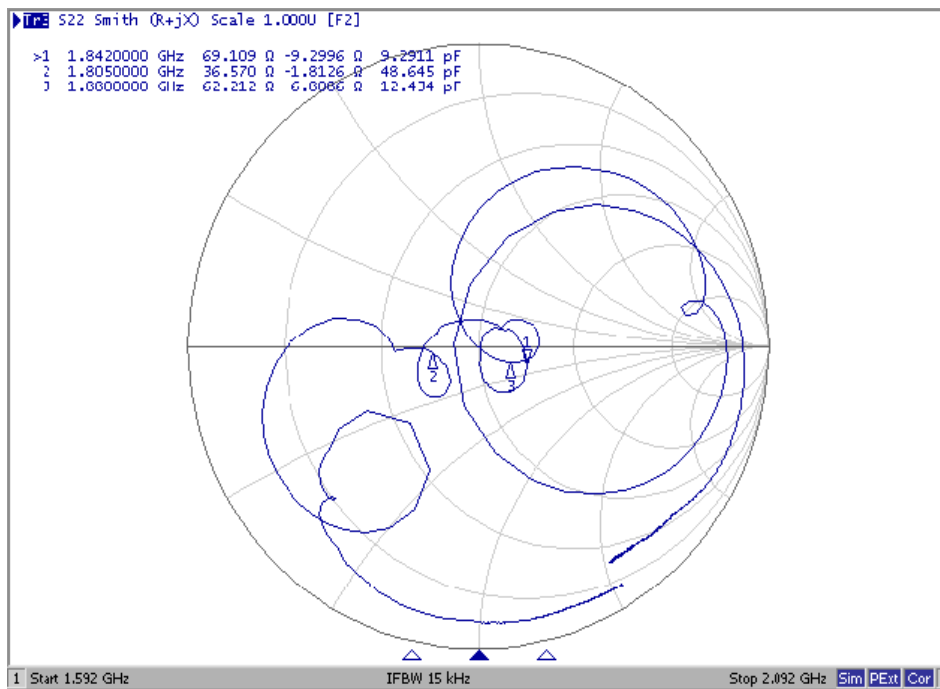 Tr3 S22 Smith (R+jX) Scale 1.000U [F2]
>1 1.8420000 GHz 69.109 Ω -9.2996 Ω 9.2911 pF
2 1.8050000 GHz 36.570 Ω -1.8126 Ω 48.645 pF
3 1.8800000 GHz 62.212 Ω -6.8086 Ω 12.434 pF
1
2
3
1 Start 1.592 GHz IFBW 15 kHz Stop 2.092 GHz Sim PExt Cor